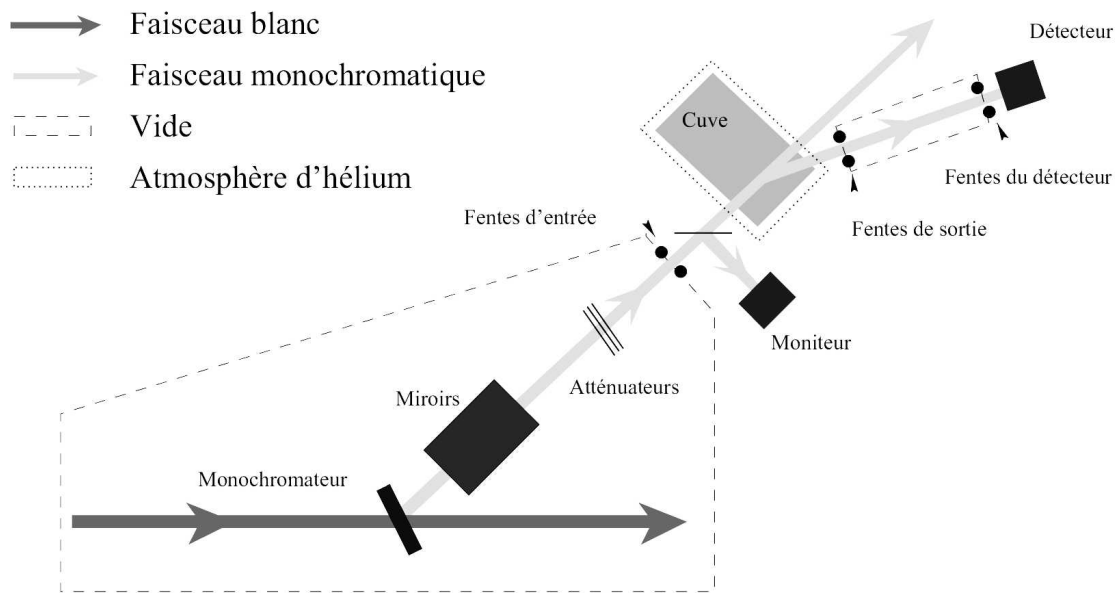 Faisceau blanc
Faisceau monochromatique
Vide
Atmosphère d'hélium
Détecteur
Cuve
Fentes du détecteur
Fentes d'entrée
Fentes de sortie
Moniteur
Atténuateurs
Miroirs
Monochromateur